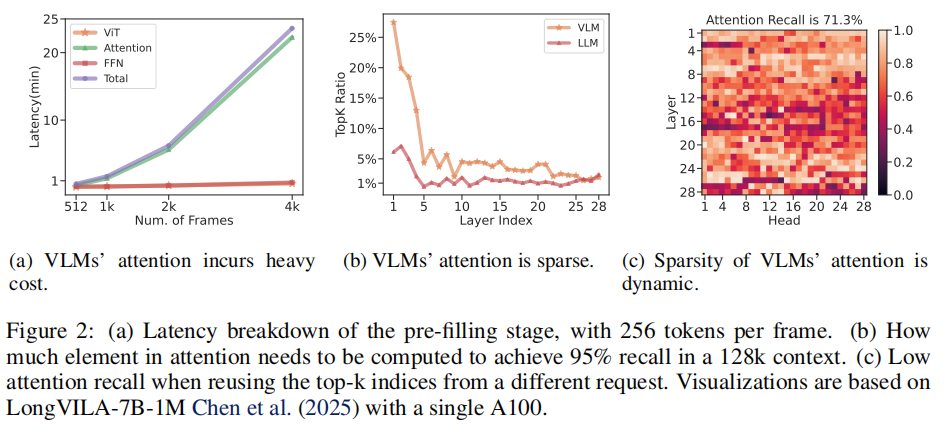 25
20
10
1
Latency(min)
ViT
Attention
FFN
Total
512 1k 2k 4k
Num. of Frames
25%
20%
15%
10%
5%
1%
TopK Ratio
VLM
LLM
1 5 10 15 20 25 28
Layer Index
Attention Recall is 71.3%
1
4
8
12
16
20
24
28
Layer
1 4 8 12 16 20 24 28
Head
1.0
0.8
0.6
0.4
0.2
0.0
(a) VLMs’ attention incurs heavy
cost.
(b) VLMs’ attention is sparse.
(c) Sparsity of VLMs’ attention is
dynamic.
Figure 2: (a) Latency breakdown of the pre-filling stage, with 256 tokens per frame. (b) How
much element in attention needs to be computed to achieve 95% recall in a 128k context. (c) Low
attention recall when reusing the top-k indices from a different request. Visualizations are based on
LongVILA-7B-1M Chen et al. (2025) with a single A100.